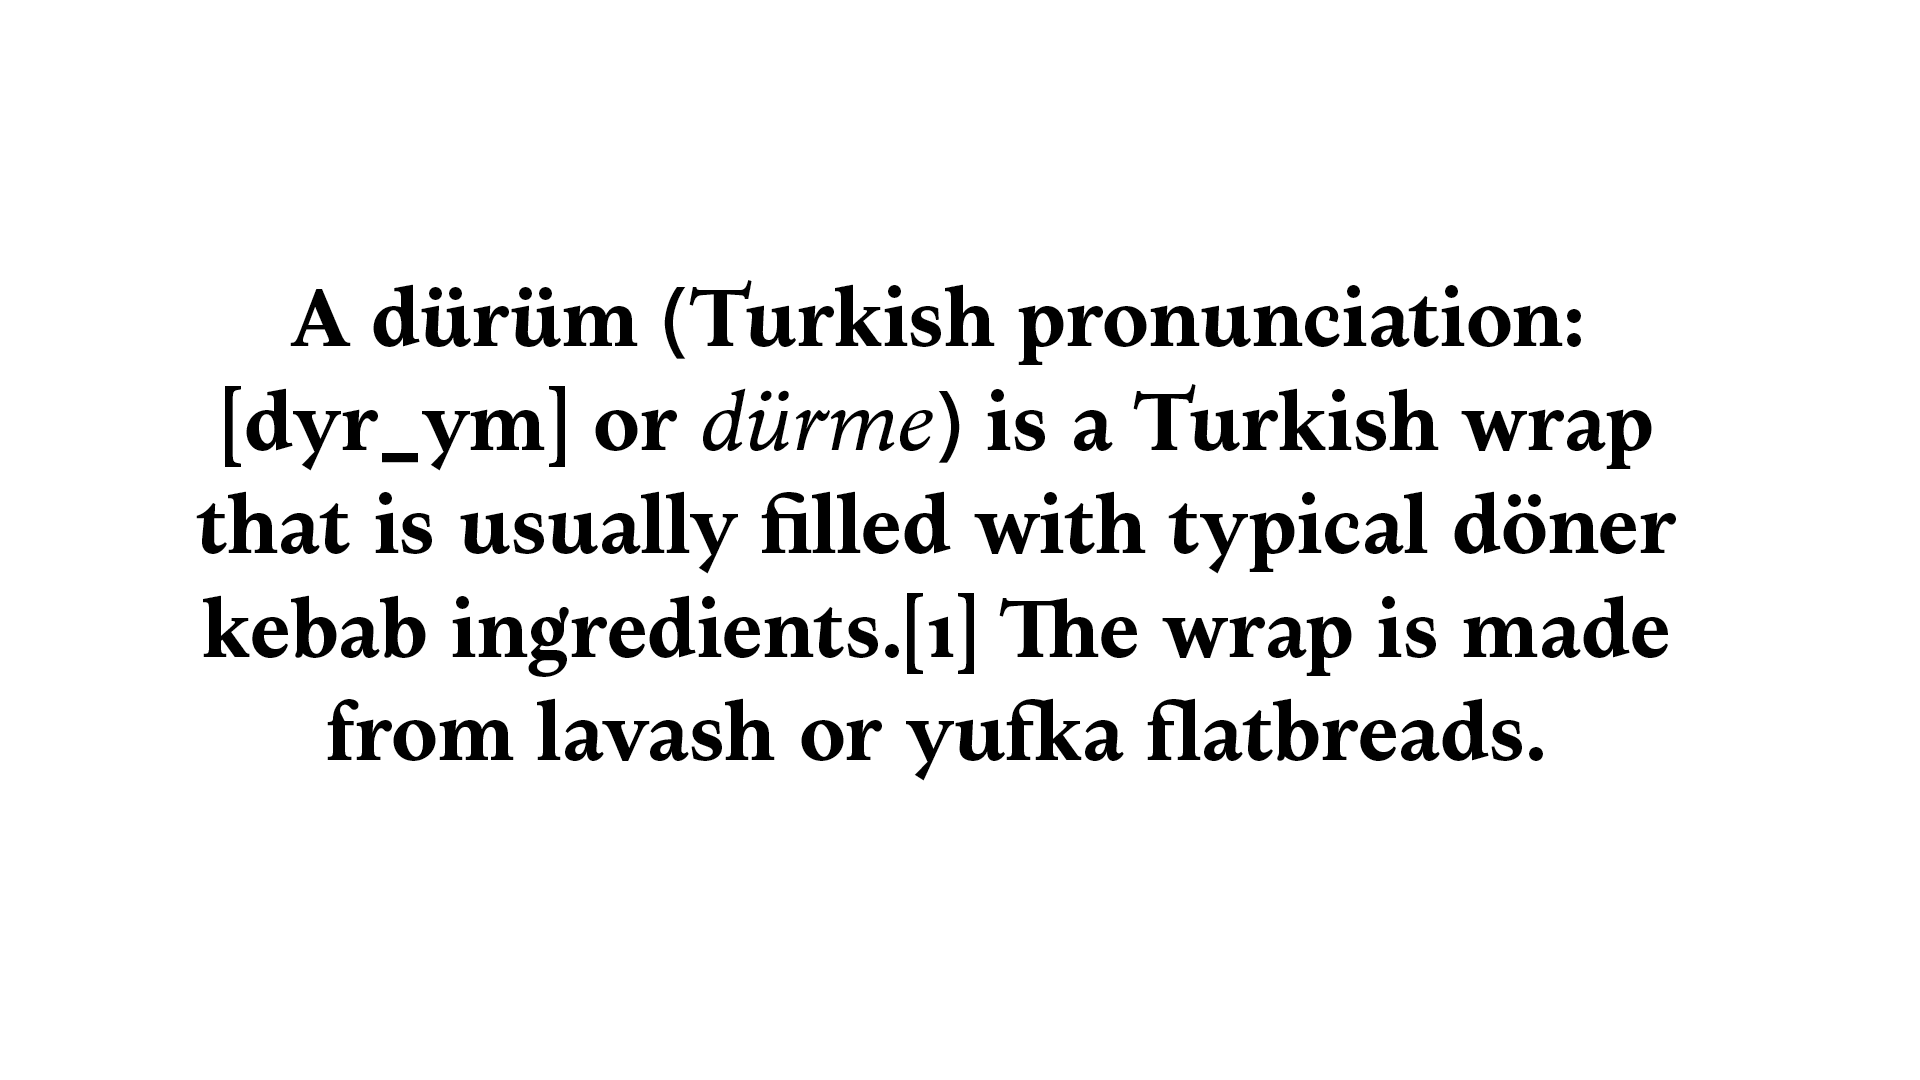 A dürüm (Turkish pronunciation:
[dyr_ym] or dürme) is a Turkish wrap
that is usually filled with typical döner
kebab ingredients.[1] The wrap is made
from lavash or yufka flatbreads.